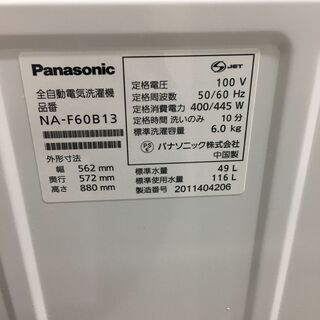 Panasonic
全自動電気洗濯機
品番
NA-F60B13
外形寸法
幅 562 mm
奥行 572 mm
高さ 880 mm
S JET
定格電圧 100 V
定格周波数 50/60 Hz
定格消費電力 400/445 W
定格時間 洗いのみ 10分
標準洗濯容量 6.0 kg
PS E パナソニック株式会社
中国製
標準水量 49 L
標準使用水量 116 L
製造番号 2011404206